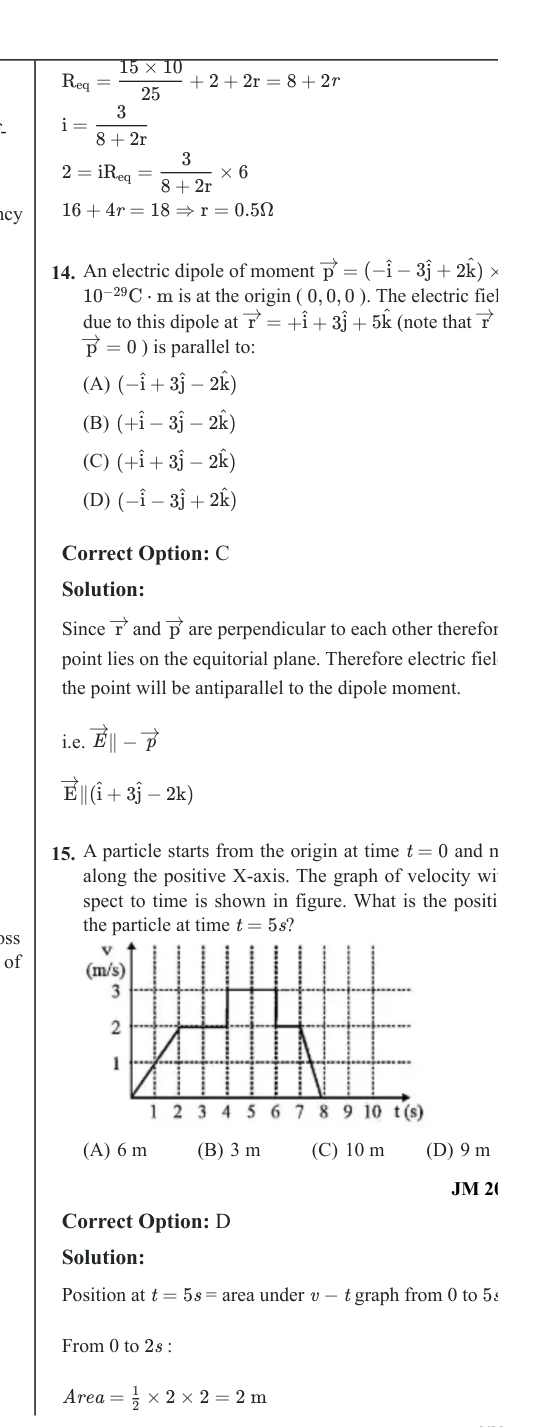 R_eq = (15 × 10)/25 + 2 + 2r = 8 + 2r
i = 3/(8 + 2r)
2 = iR_eq = 3/(8 + 2r) × 6
ncy
16 + 4r = 18 ⇒ r = 0.5Ω
14. An electric dipole of moment p⃗ = (−î − 3ĵ + 2k̂) ×
10⁻²⁹C · m is at the origin ( 0, 0, 0 ). The electric fiel
due to this dipole at r⃗ = +î + 3ĵ + 5k̂ (note that r⃗
p⃗ = 0 ) is parallel to:
(A) (−î + 3ĵ − 2k̂)
(B) (+î − 3ĵ − 2k̂)
(C) (+î + 3ĵ − 2k̂)
(D) (−î − 3ĵ + 2k̂)
Correct Option: C
Solution:
Since r⃗ and p⃗ are perpendicular to each other therefor
point lies on the equitorial plane. Therefore electric fiel
the point will be antiparallel to the dipole moment.
i.e. E⃗ ∥ − p⃗
E⃗ ∥ (î + 3ĵ − 2k)
15. A particle starts from the origin at time t = 0 and m
along the positive X-axis. The graph of velocity wi
spect to time is shown in figure. What is the positi
the particle at time t = 5s?
oss
of
v
(m/s)
3
2
1
1 2 3 4 5 6 7 8 9 10 t(s)
(A) 6 m (B) 3 m (C) 10 m (D) 9 m
JM 20
Correct Option: D
Solution:
Position at t = 5s = area under v − t graph from 0 to 5s
From 0 to 2s :
Area = ½ × 2 × 2 = 2 m